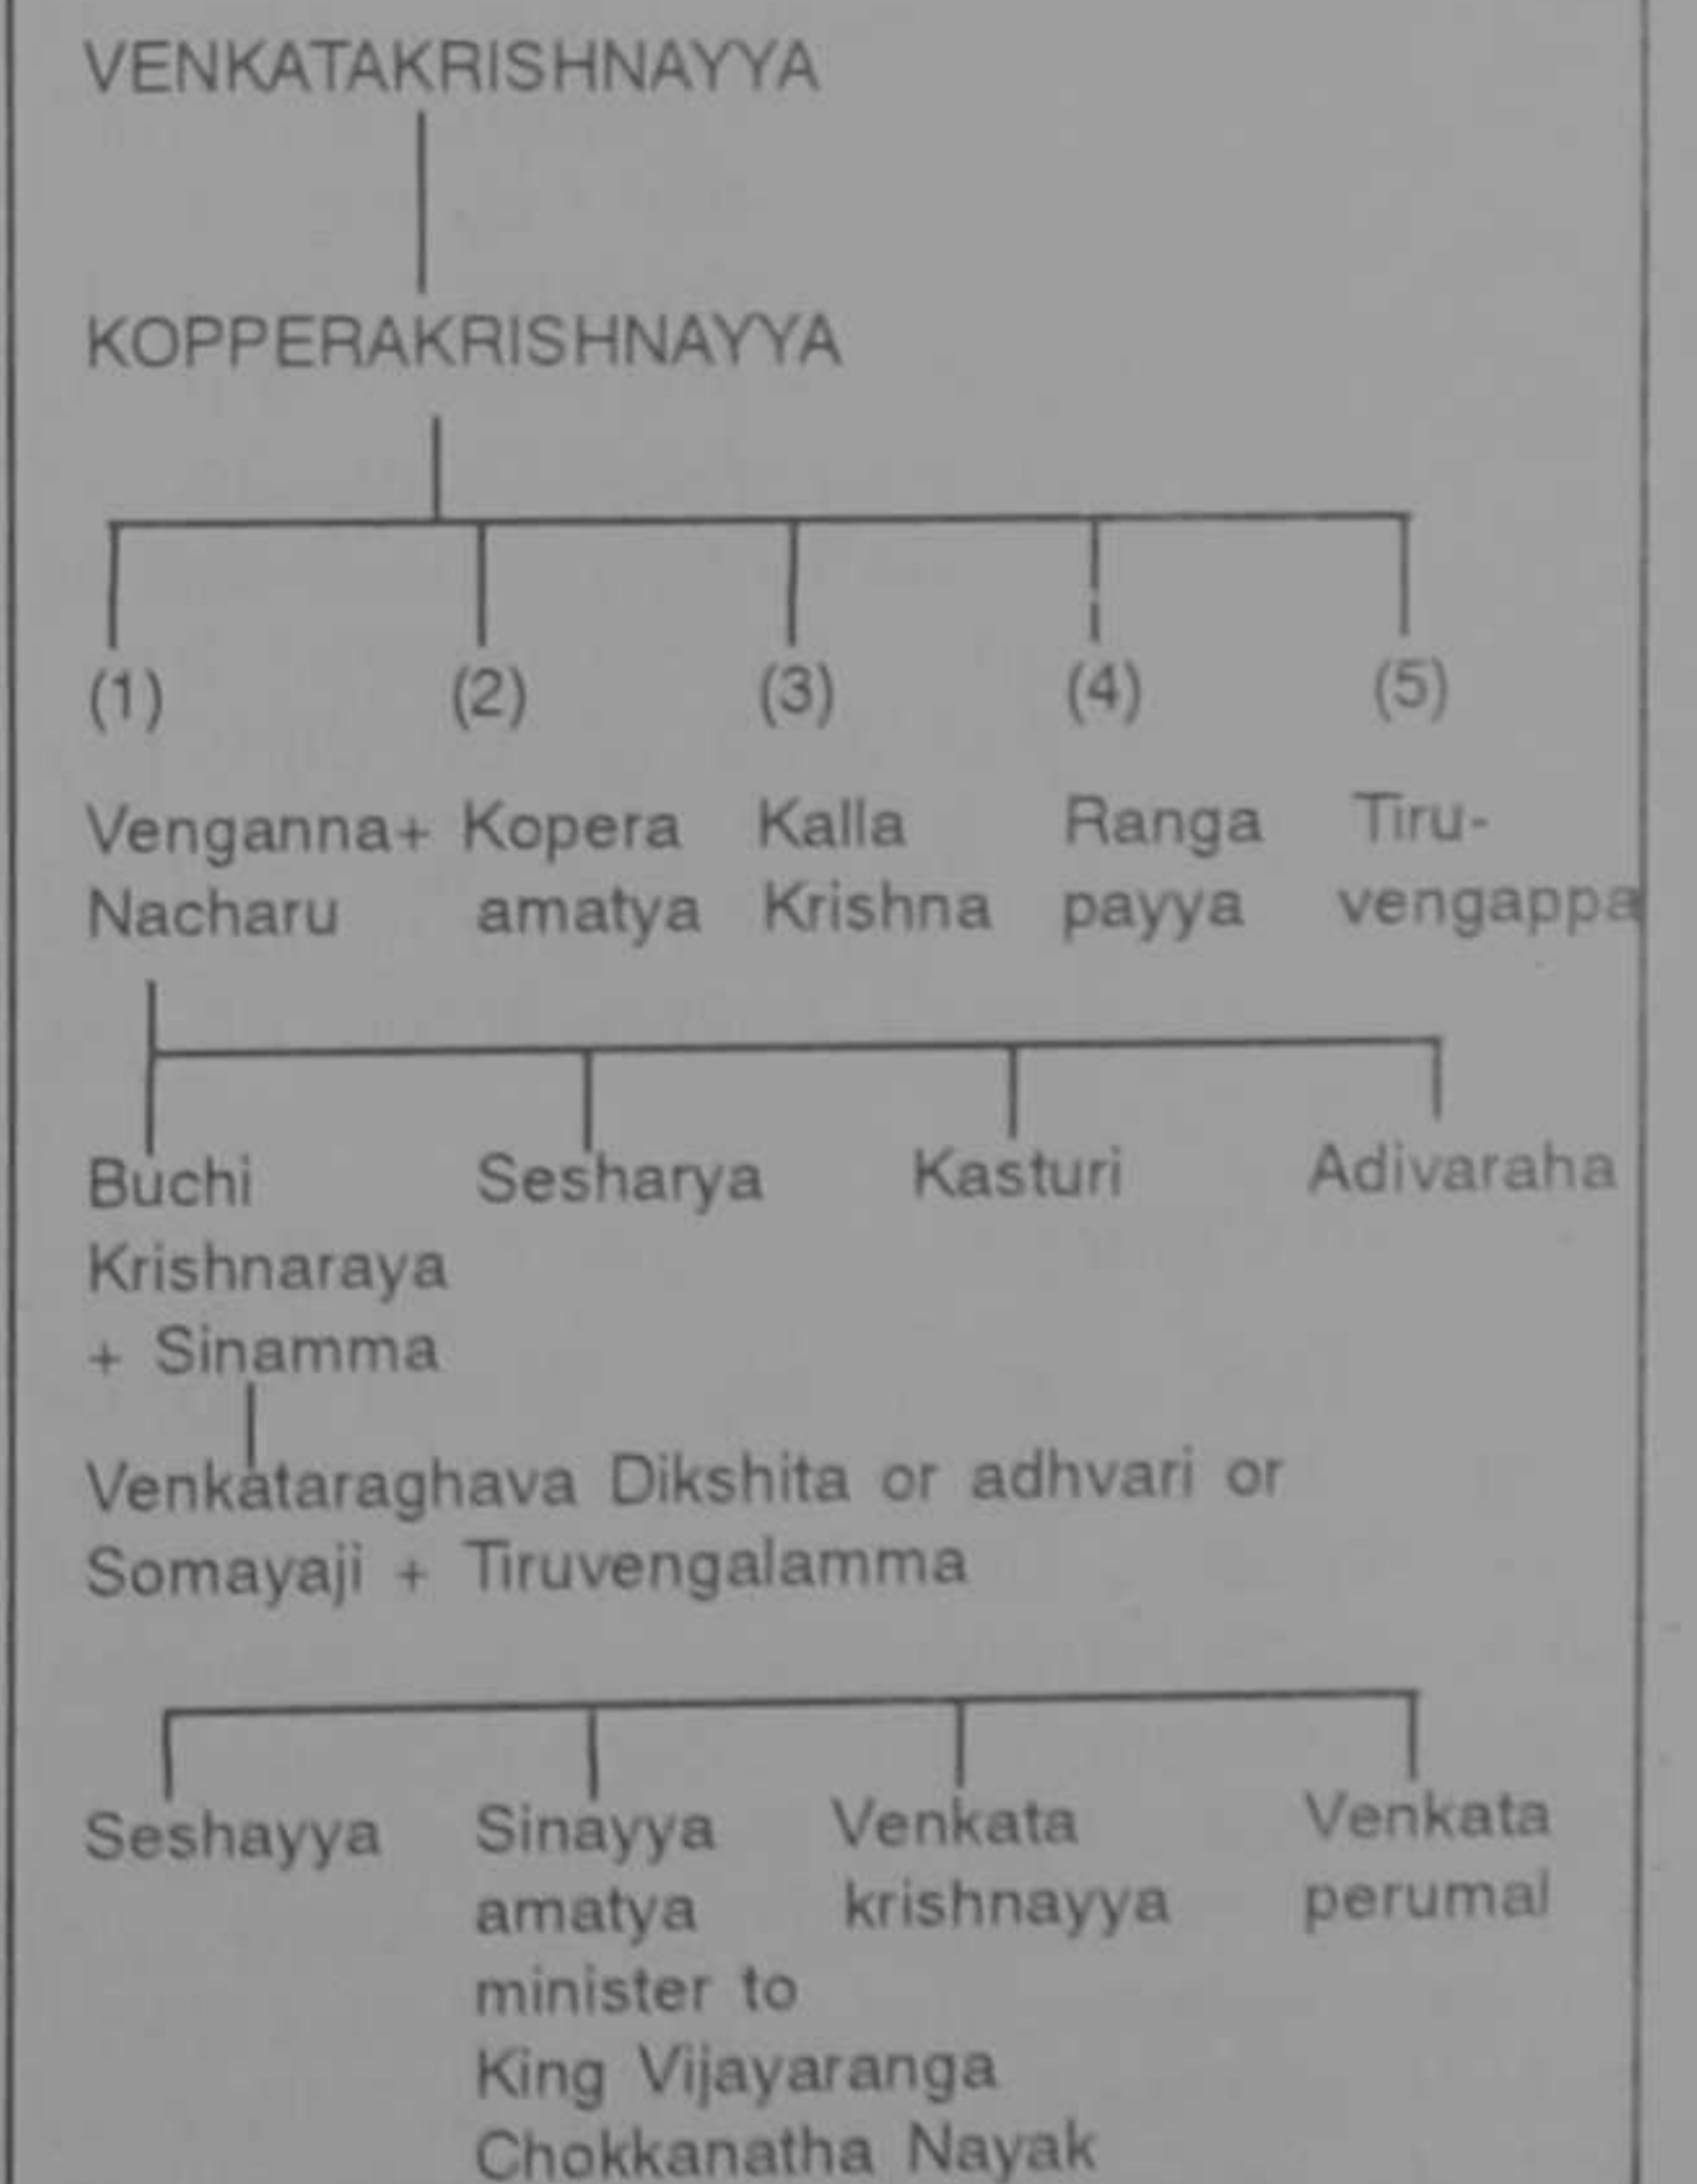 VENKATAKRISHNAYYA
KOPPERAKRISHNAYYA
(1) (2) (3) (4) (5)
Venganna+ Kopera Kalla Ranga Tiru-
Nacharu amatya Krishna payya vengappa
Buchi Sesharya Kasturi Adivaraha
Krishnaraya
+ Sinamma
Venkataraghava Dikshita or adhvari or
Somayaji + Tiruvengalamma
Seshayya Sinayya Venkata Venkata
amatya krishnayya perumal
minister to
King Vijayaranga
Chokkanatha Nayak